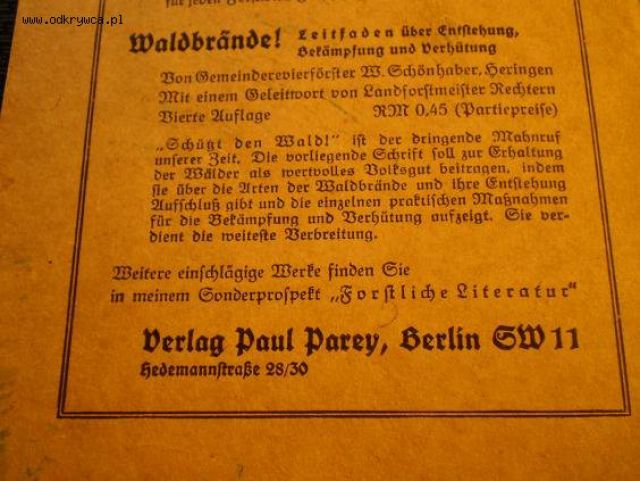 www.odkrywca.pl
für jeden
Waldbrände! Leitfaden über Entstehung,
Bekämpfung und Verhütung
Von Gemeinderevierförster W. Schönhaber, Heringen
Mit einem Geleitwort von Landforstmeister Rechtern
Vierte Auflage RM 0,45 (Partiepreise)
„Schützt den Wald!“ ist der dringende Mahnruf
unserer Zeit. Die vorliegende Schrift soll zur Erhaltung
der Wälder als wertvolles Volksgut beitragen, indem
sie über die Arten der Waldbrände und ihre Entstehung
Aufschluß gibt und die einzelnen praktischen Maßnahmen
für die Bekämpfung und Verhütung aufzeigt. Sie ver-
dient die weiteste Verbreitung.
Weitere einschlägige Werke finden Sie
in meinem Sonderprospekt „Forstliche Literatur“
Verlag Paul Parey, Berlin SW 11
Hedemannstraße 28/30